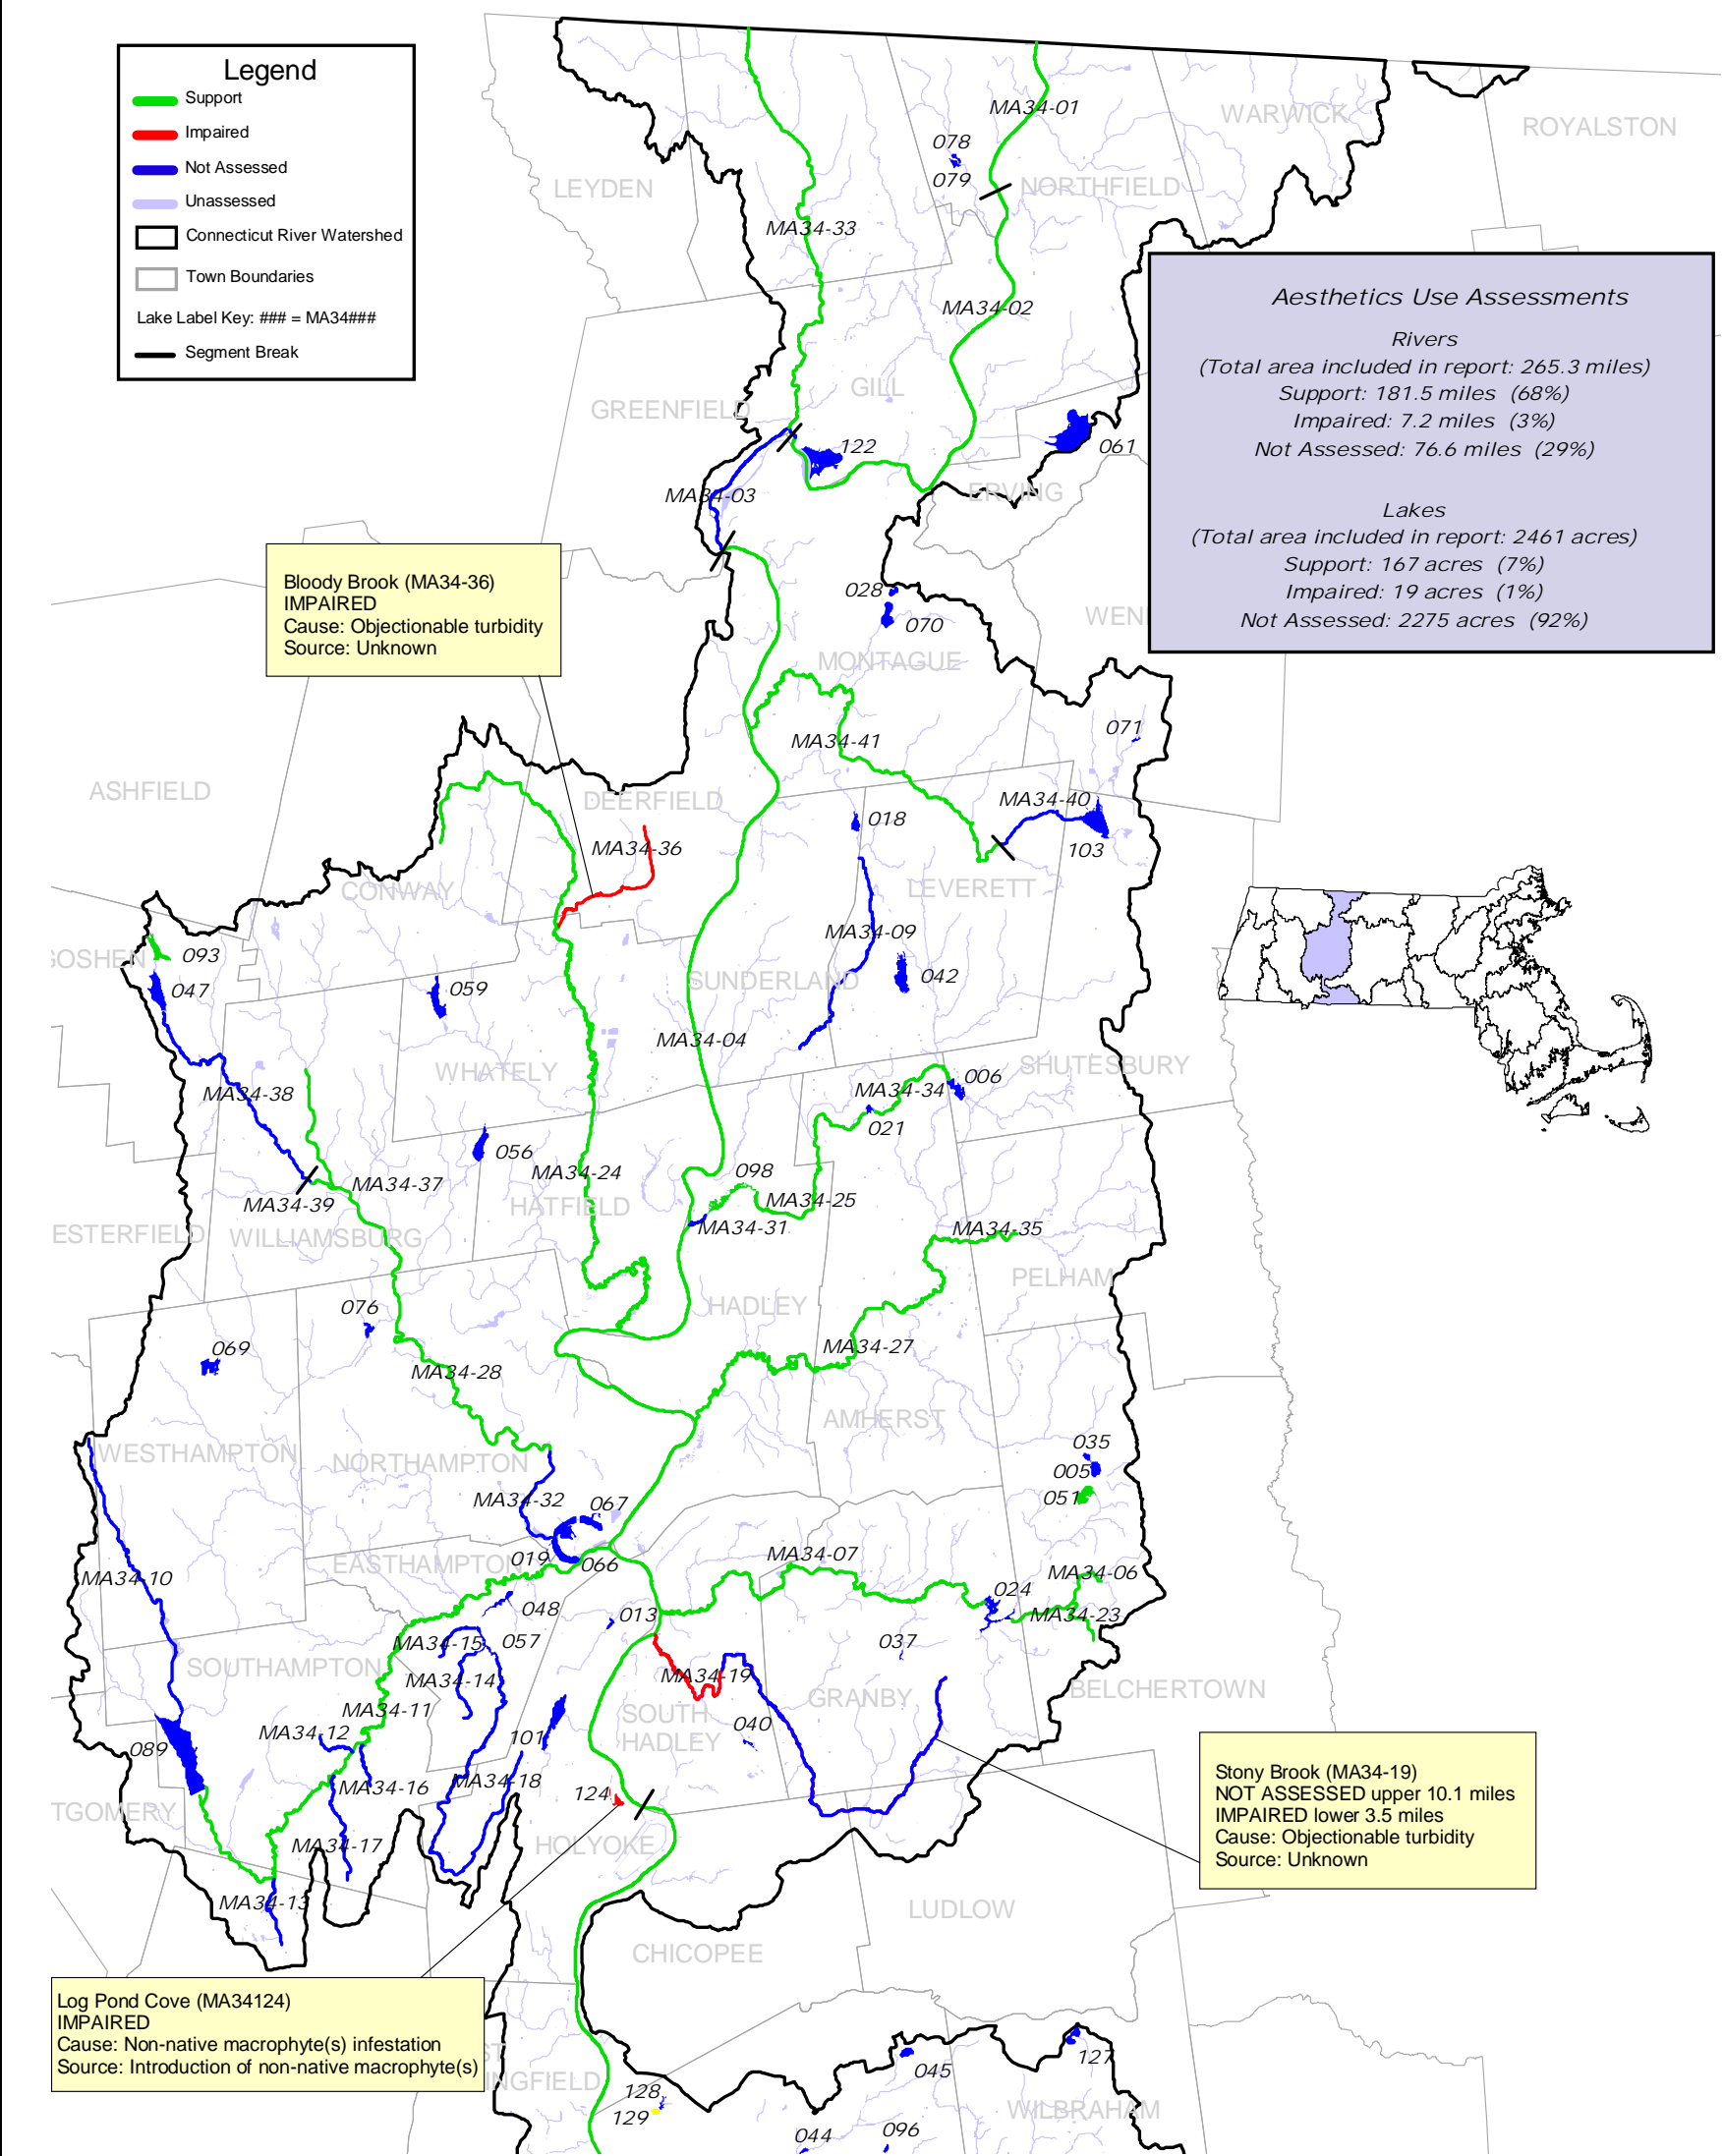 Legend
Support
Impaired
Not Assessed
Unassessed
Connecticut River Watershed
Town Boundaries
Lake Label Key: ### = MA34###
Segment Break
MA34-01
WARWICK
ROYALSTON
078
079
NORTHFIELD
LEYDEN
MA34-33
MA34-02
Aesthetics Use Assessments
Rivers
(Total area included in report: 265.3 miles)
Support: 181.5 miles (68%)
Impaired: 7.2 miles (3%)
Not Assessed: 76.6 miles (29%)
Lakes
(Total area included in report: 2461 acres)
Support: 167 acres (7%)
Impaired: 19 acres (1%)
Not Assessed: 2275 acres (92%)
GILL
GREENFIELD
122
061
MA34-03
ERVING
Bloody Brook (MA34-36)
IMPAIRED
Cause: Objectionable turbidity
Source: Unknown
028
070
WEN
MONTAGUE
071
MA34-41
ASHFIELD
DEERFIELD
MA34-40
018
103
MA34-36
CONWAY
LEVERETT
MA34-09
GOSHEN
093
047
059
SUNDERLAND
042
MA34-04
WHATELY
SHUTESBURY
MA34-38
MA34-34
006
021
056
MA34-24
098
MA34-37
MA34-25
MA34-39
HATFIELD
MA34-31
MA34-35
ESTERFIELD
WILLIAMSBURG
PELHAM
076
HADLEY
069
MA34-27
MA34-28
AMHERST
WESTHAMPTON
NORTHAMPTON
035
005
051
MA34-32
067
019
066
EASTHAMPTON
MA34-07
MA34-10
MA34-06
024
MA34-23
048
013
MA34-15
057
037
SOUTHAMPTON
MA34-14
MA34-19
GRANBY
BELCHERTOWN
MA34-11
SOUTH
HADLEY
040
MA34-12
101
089
MA34-16
MA34-18
124
TGOMERY
HOLYOKE
MA34-17
MA34-13
Stony Brook (MA34-19)
NOT ASSESSED upper 10.1 miles
IMPAIRED lower 3.5 miles
Cause: Objectionable turbidity
Source: Unknown
LUDLOW
CHICOPEE
Log Pond Cove (MA34124)
IMPAIRED
Cause: Non-native macrophyte(s) infestation
Source: Introduction of non-native macrophyte(s)
ST
INGFIELD
045
127
128
129
WILBRAHAM
044
096